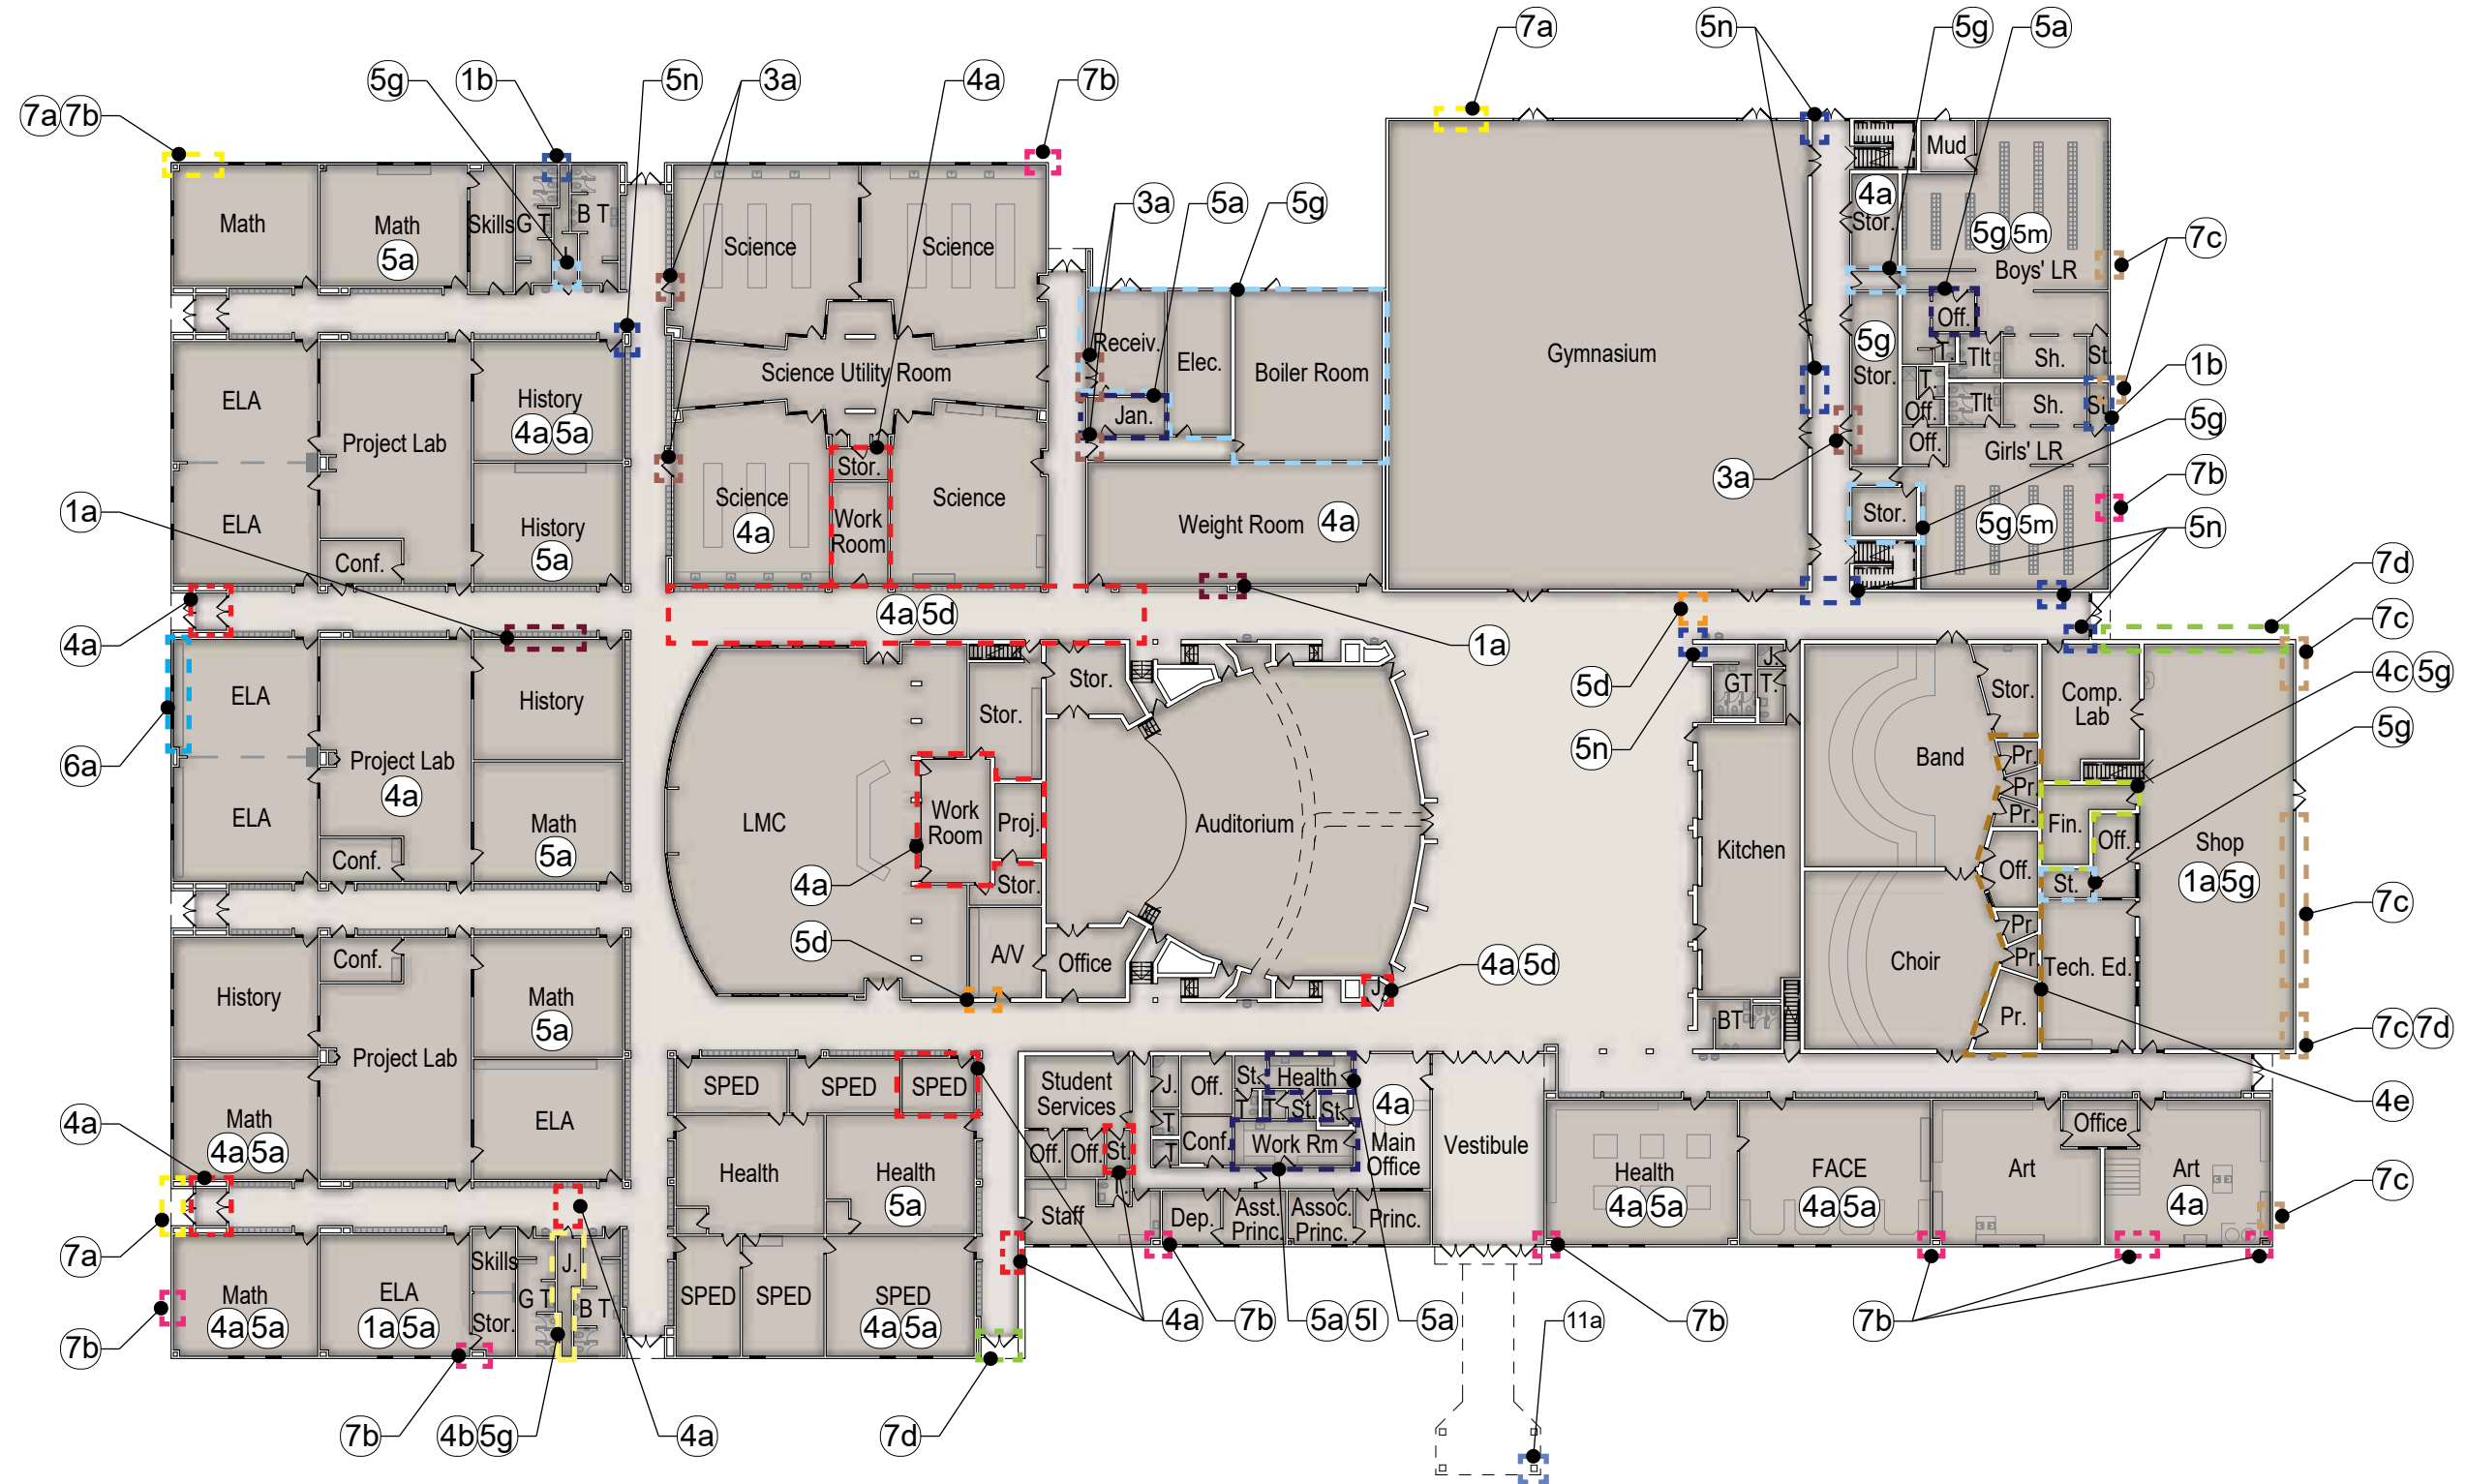 7a
5n
5g
5a
5g
1b
5n
3a
4a
7b
7a 7b
Mud
Math
Math
5a
Skills
G T
B T
J.
Science
Science
3a
5a
5g
4a
Stor.
5g 5m
Boys' LR
7c
Receiv.
Elec.
Boiler Room
Gymnasium
Off.
5g
Stor.
T.
Tlt
Sh.
St.
ELA
Project Lab
History
4a 5a
Science Utility Room
Jan.
T.
Off.
Tlt
Sh.
St.
1b
Off.
Girls' LR
5g
3a
7b
1a
ELA
Conf.
History
5a
Science
4a
Stor.
Work
Room
Science
Weight Room
4a
Stor.
5g 5m
5n
7d
4a
4a 5d
1a
5d
5n
7c
4c 5g
5g
6a
ELA
Project Lab
4a
History
Stor.
Stor.
GT
J.
T.
Stor.
Comp.
Lab
ELA
Conf.
Math
5a
LMC
Work
Room
Proj.
Stor.
4a
Auditorium
Kitchen
Band
Pr.
Pr.
Pr.
Fin.
Off.
Off.
St.
Shop
1a 5g
7c
5d
A/V
Office
4a 5d
J.
Choir
Pr.
Pr.
Pr.
Tech. Ed.
BT
7c 7d
History
Conf.
Project Lab
Math
5a
4e
4a
Math
4a 5a
ELA
SPED
SPED
SPED
Health
Health
5a
Student
Services
Off.
Off.
St.
J.
T
T
Off.
Conf.
St.
Health
T
T
St.
St.
Work Rm
4a
Main
Office
Vestibule
Health
4a 5a
FACE
4a 5a
Art
Office
Art
4a
7c
7a
Staff
T.
Dep.
Asst.
Princ.
Assoc.
Princ.
Princ.
Math
4a 5a
ELA
1a 5a
Skills
Stor.
G T
J.
B T
SPED
SPED
SPED
4a 5a
7b
4a
7b
5a 5l
5a
11a
7b
7b
7b
4b 5g
4a
7d